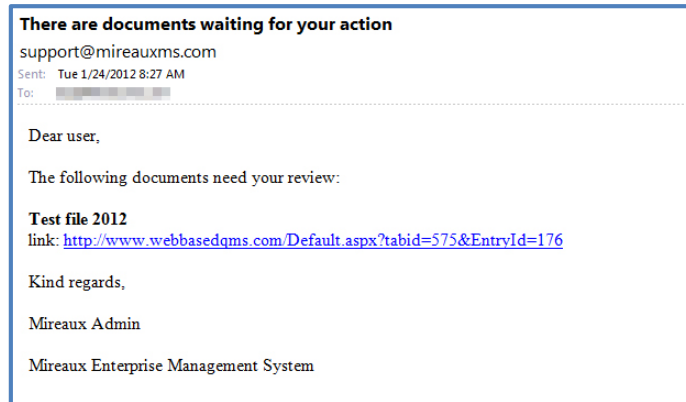 There are documents waiting for your action
support@mireauxms.com
Sent: Tue 1/24/2012 8:27 AM
To:
Dear user,
The following documents need your review:
Test file 2012
link: http://www.webbasedqms.com/Default.aspx?tabid=575&EntryId=176
Kind regards,
Mireaux Admin
Mireaux Enterprise Management System